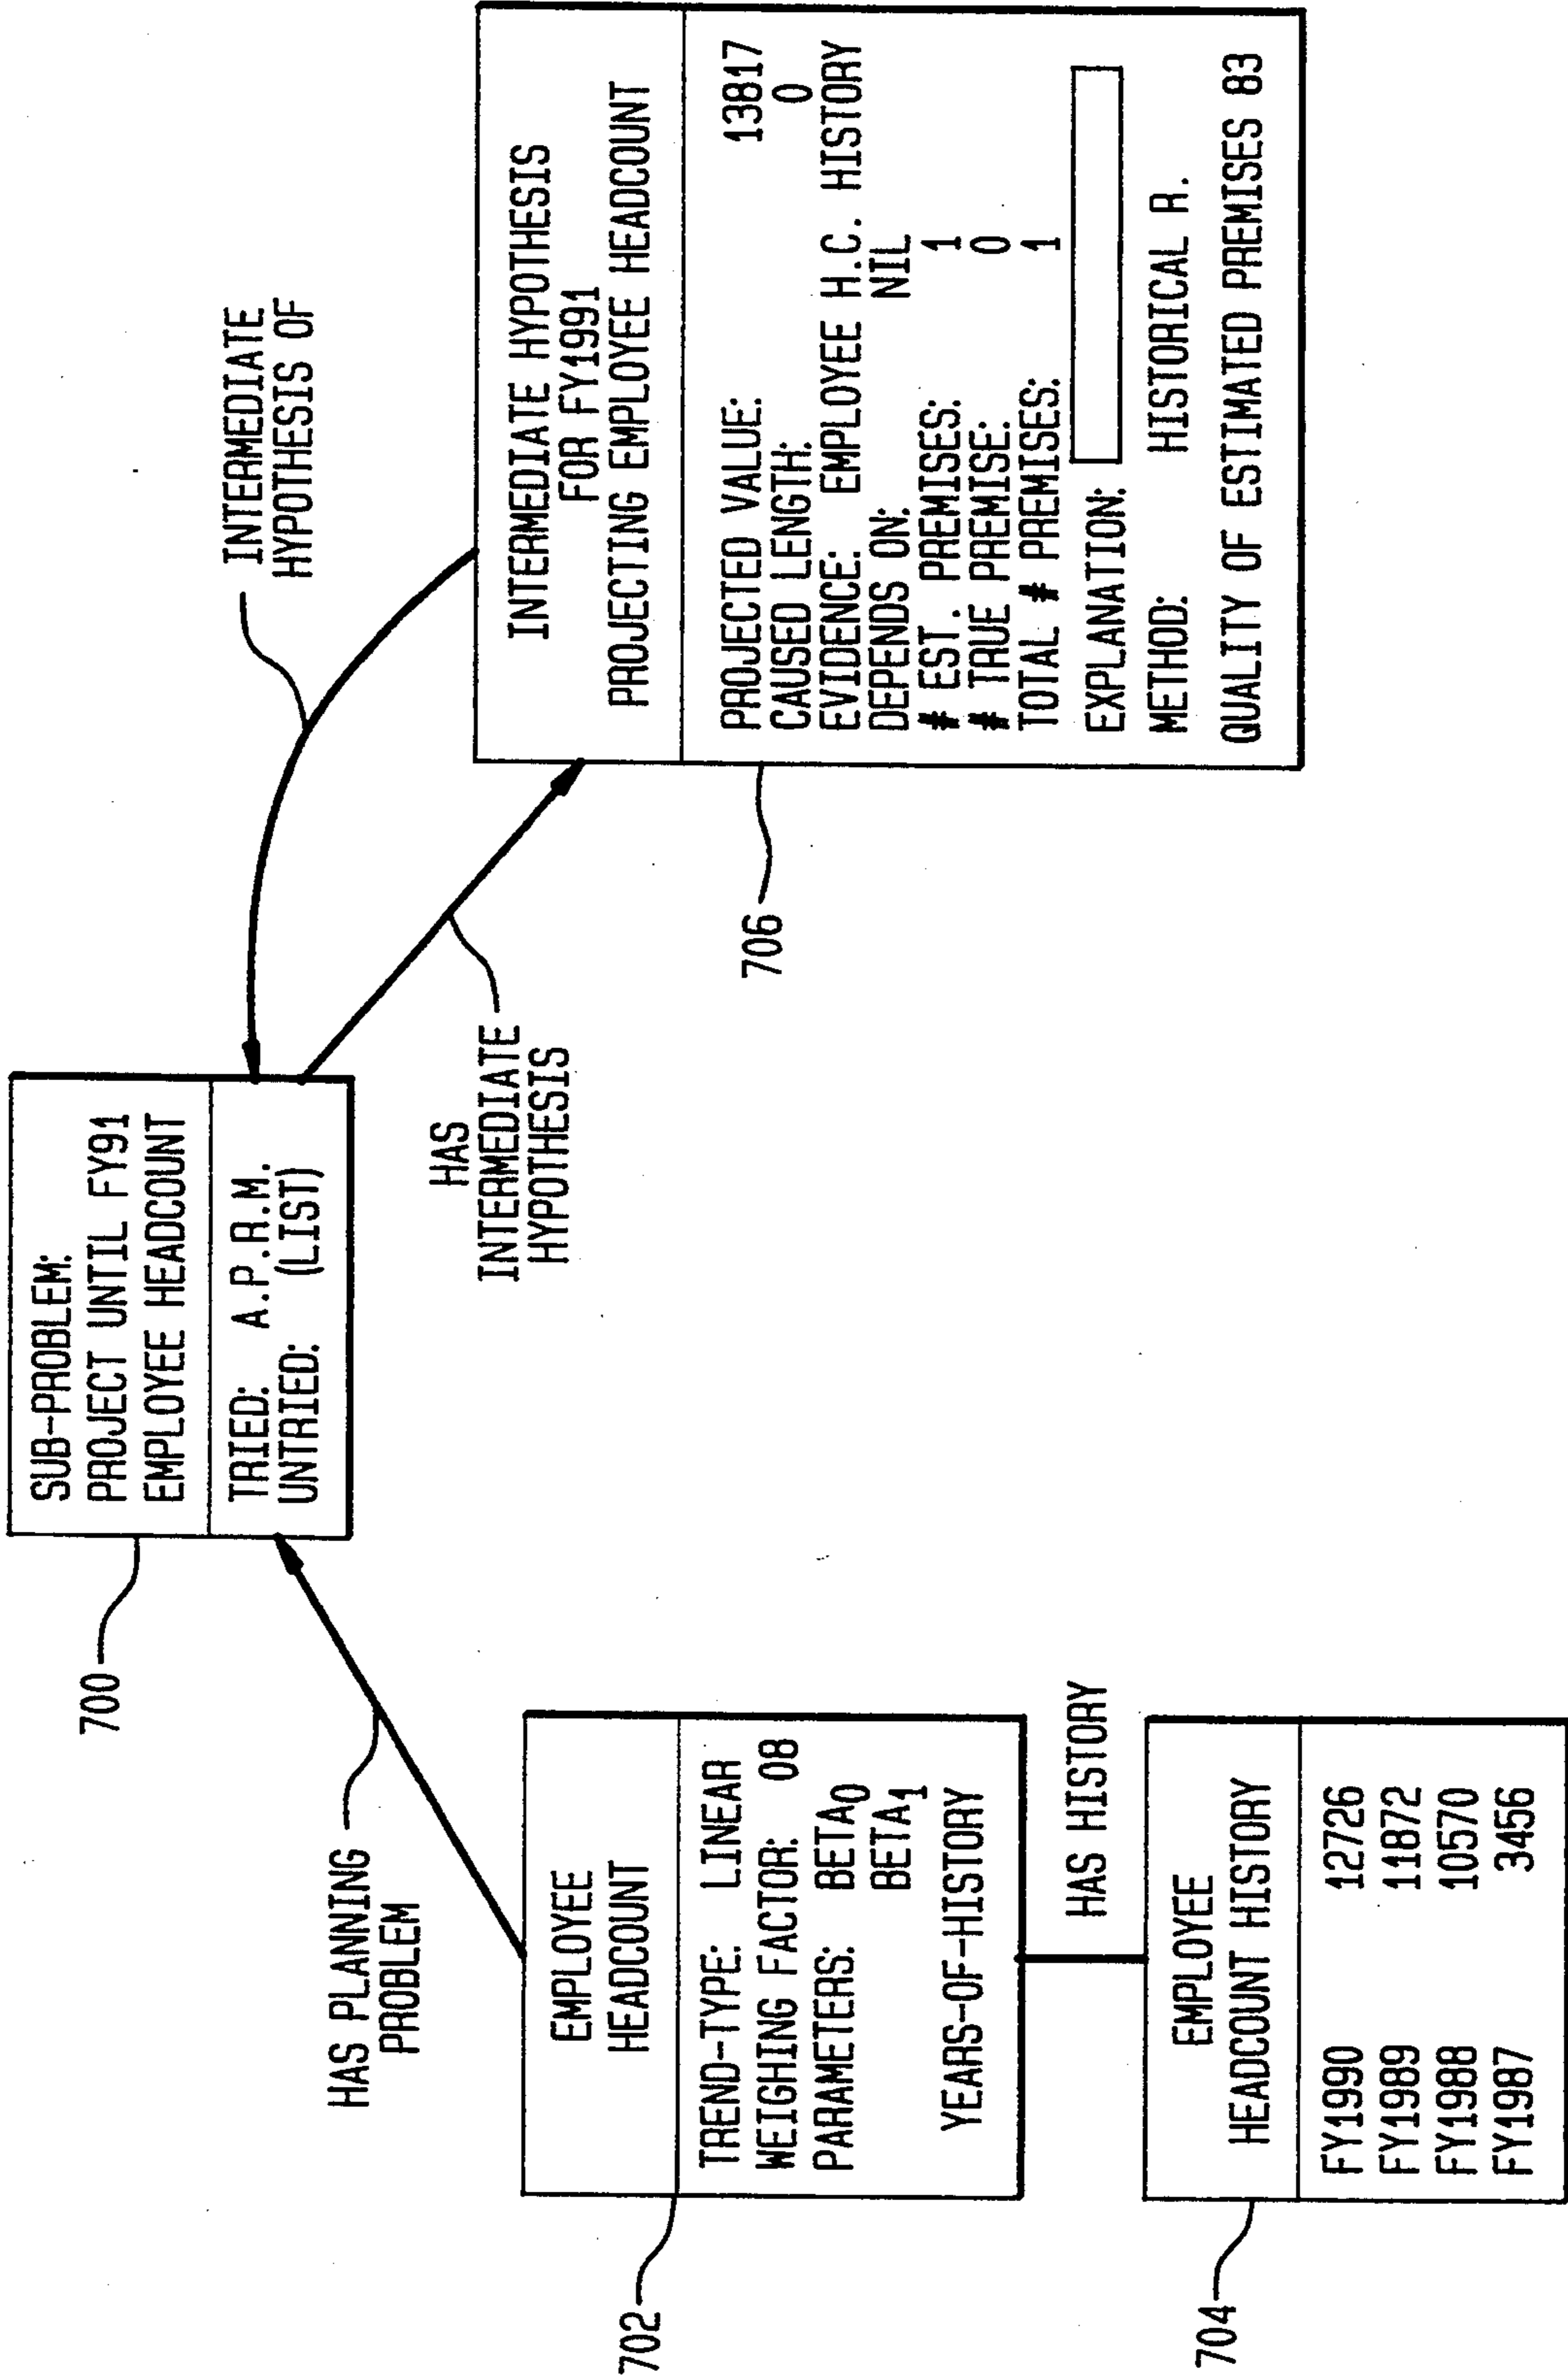 SUB-PROBLEM:
PROJECT UNTIL FY91
EMPLOYEE HEADCOUNT
TRIED: A.P.R.M.
UNTRIED: (LIST)
700
HAS PLANNING
PROBLEM
INTERMEDIATE
HYPOTHESIS OF
HAS
INTERMEDIATE
HYPOTHESIS
EMPLOYEE
HEADCOUNT
TREND-TYPE: LINEAR
WEIGHING FACTOR: 08
PARAMETERS: BETA0
BETA1
YEARS-OF-HISTORY
702
HAS HISTORY
EMPLOYEE
HEADCOUNT HISTORY
FY1990 12726
FY1989 11872
FY1988 10570
FY1987 3456
704
INTERMEDIATE HYPOTHESIS
FOR FY1991
PROJECTING EMPLOYEE HEADCOUNT
PROJECTED VALUE: 13817
CAUSED LENGTH: 0
EVIDENCE: EMPLOYEE H.C. HISTORY
DEPENDS ON: NIL
# EST. PREMISES: 1
# TRUE PREMISE: 0
TOTAL # PREMISES: 1
EXPLANATION:
METHOD: HISTORICAL R.
QUALITY OF ESTIMATED PREMISES 83
706